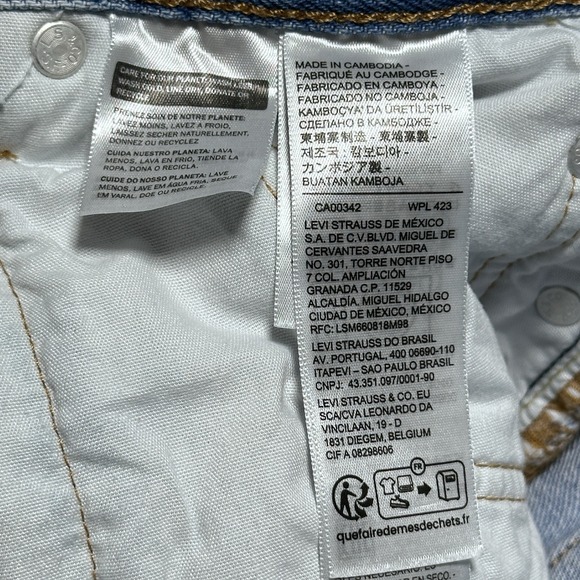 CARE FOR OUR PLANET: WASH LESS,
WASH COLD, LINE DRY, DONATE OR
RECYCLE
PRENEZ SOIN DE NOTRE PLANETE:
LAVEZ MOINS, LAVEZ A FROID,
LAISSEZ SECHER NATURELLEMENT,
DONNEZ OU RECYCLEZ
CUIDA NUESTRO PLANETA: LAVA
MENOS, LAVA EN FRIO, TIENDE LA
ROPA, DONA O RECICLA.
CUIDE DO NOSSO PLANETA: LAVE
MENOS, LAVE EM ÁGUA FRIA, SEQUE
EM VARAL, DOE OU RECICLE.
MADE IN CAMBODIA -
FABRIQUÉ AU CAMBODGE -
FABRICADO EN CAMBOYA -
FABRICADO NO CAMBOJA -
KAMBOÇYA' DA ÜRETİLİŞTİR -
СДЕЛАНО В КАМБОДЖЕ -
柬埔寨制造 - 柬埔寨製 -
제조국 : 캄보디아 -
カンボジア製 -
BUATAN KAMBOJA
CA00342 WPL 423
LEVI STRAUSS DE MÉXICO
S.A. DE C.V.BLVD. MIGUEL DE
CERVANTES SAAVEDRA
NO. 301, TORRE NORTE PISO
7 COL. AMPLIACIÓN
GRANADA C.P. 11529
ALCALDÍA. MIGUEL HIDALGO
CIUDAD DE MÉXICO, MÉXICO
RFC: LSM660818M98
LEVI STRAUSS DO BRASIL
AV. PORTUGAL, 400 06690-110
ITAPEVI – SAO PAULO BRASIL
CNPJ: 43.351.097/0001-90
LEVI STRAUSS & CO. EU
SCA/CVA LEONARDO DA
VINCILAAN, 19 - D
1831 DIEGEM, BELGIUM
CIF A 08298606
FR
quefairedemesdechets.fr